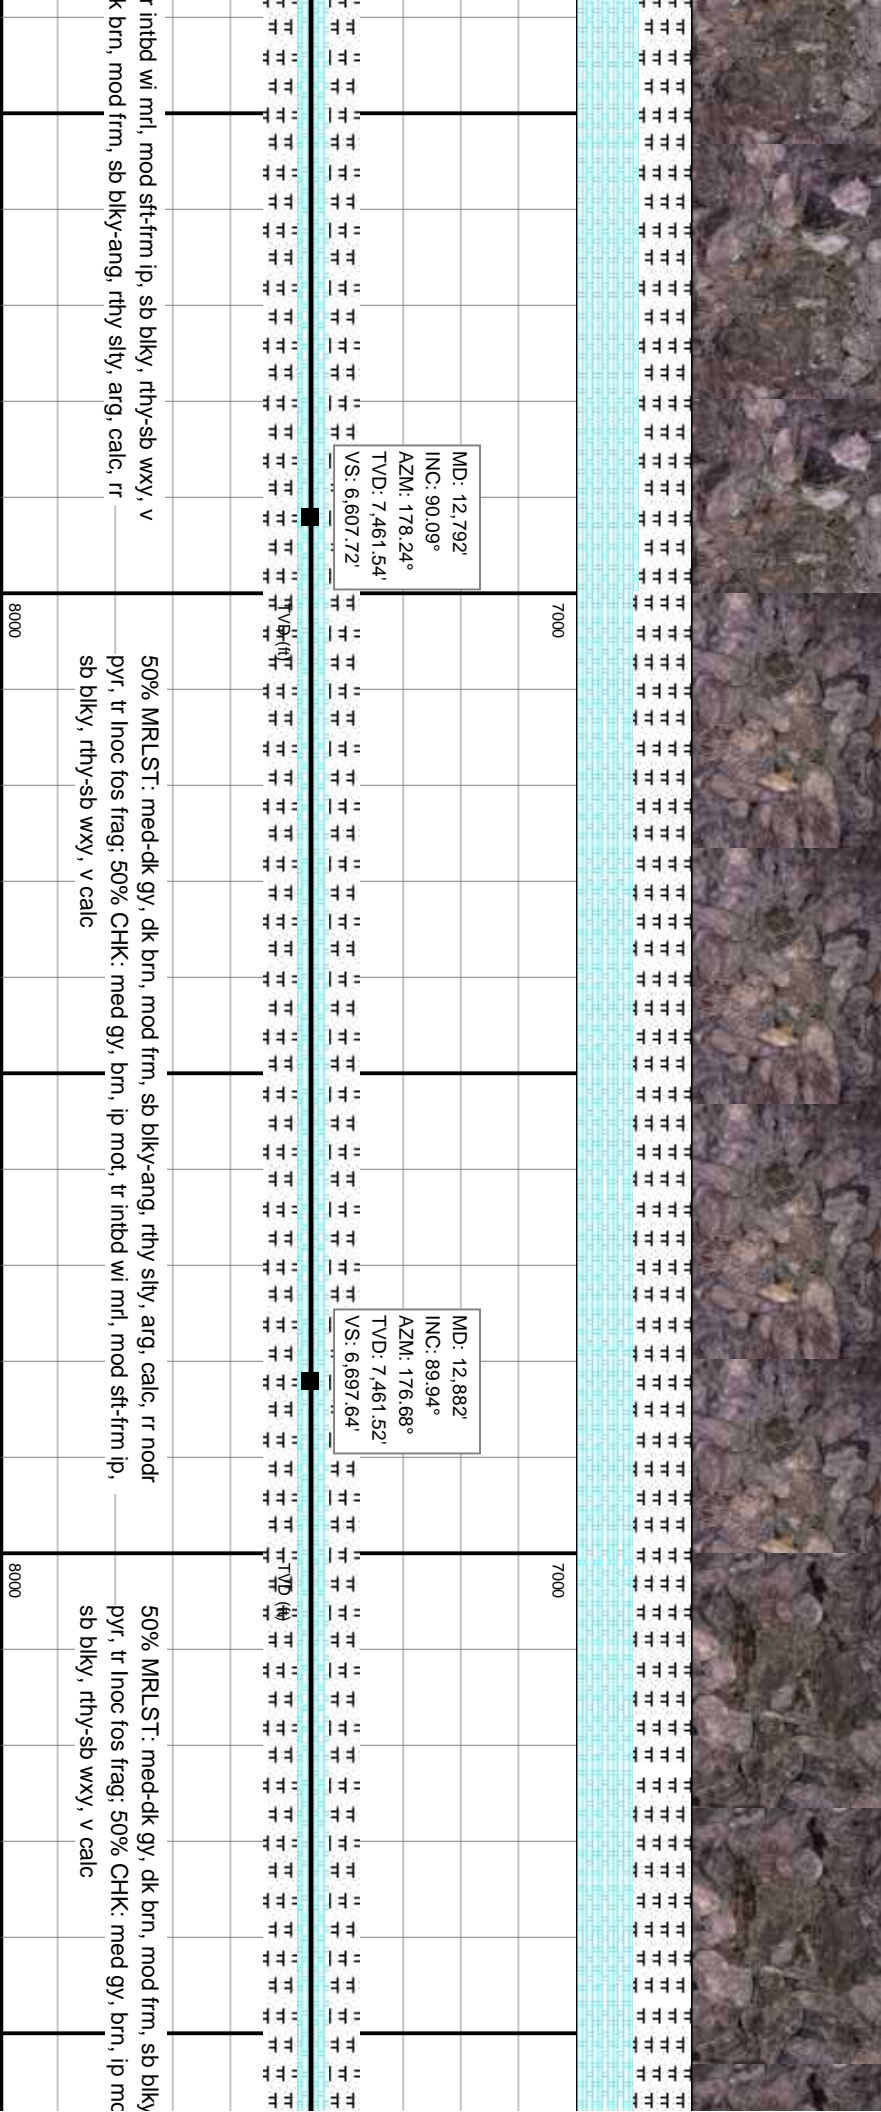 r intbd wi mrl, mod sft-frm ip, sb blky, rthy-sb wxy, v
k brn, mod frm, sb blky-ang, rthy slty, arg, calc, rr
MD: 12,792'
INC: 90.09°
AZM: 178.24°
TVD: 7,461.54'
VS: 6,607.72'
7000
TVD (ft)
8000
50% MRLST: med-dk gy, dk brn, mod frm, sb blky-ang, rthy slty, arg, calc, rr nodr
pyr, tr Inoc fos frag; 50% CHK: med gy, brn, ip mot, tr intbd wi mrl, mod sft-frm ip,
sb blky, rthy-sb wxy, v calc
MD: 12,882'
INC: 89.94°
AZM: 176.68°
TVD: 7,461.52'
VS: 6,697.64'
7000
TVD (ft)
8000
50% MRLST: med-dk gy, dk brn, mod frm, sb blky
pyr, tr Inoc fos frag; 50% CHK: med gy, brn, ip mo
sb blky, rthy-sb wxy, v calc